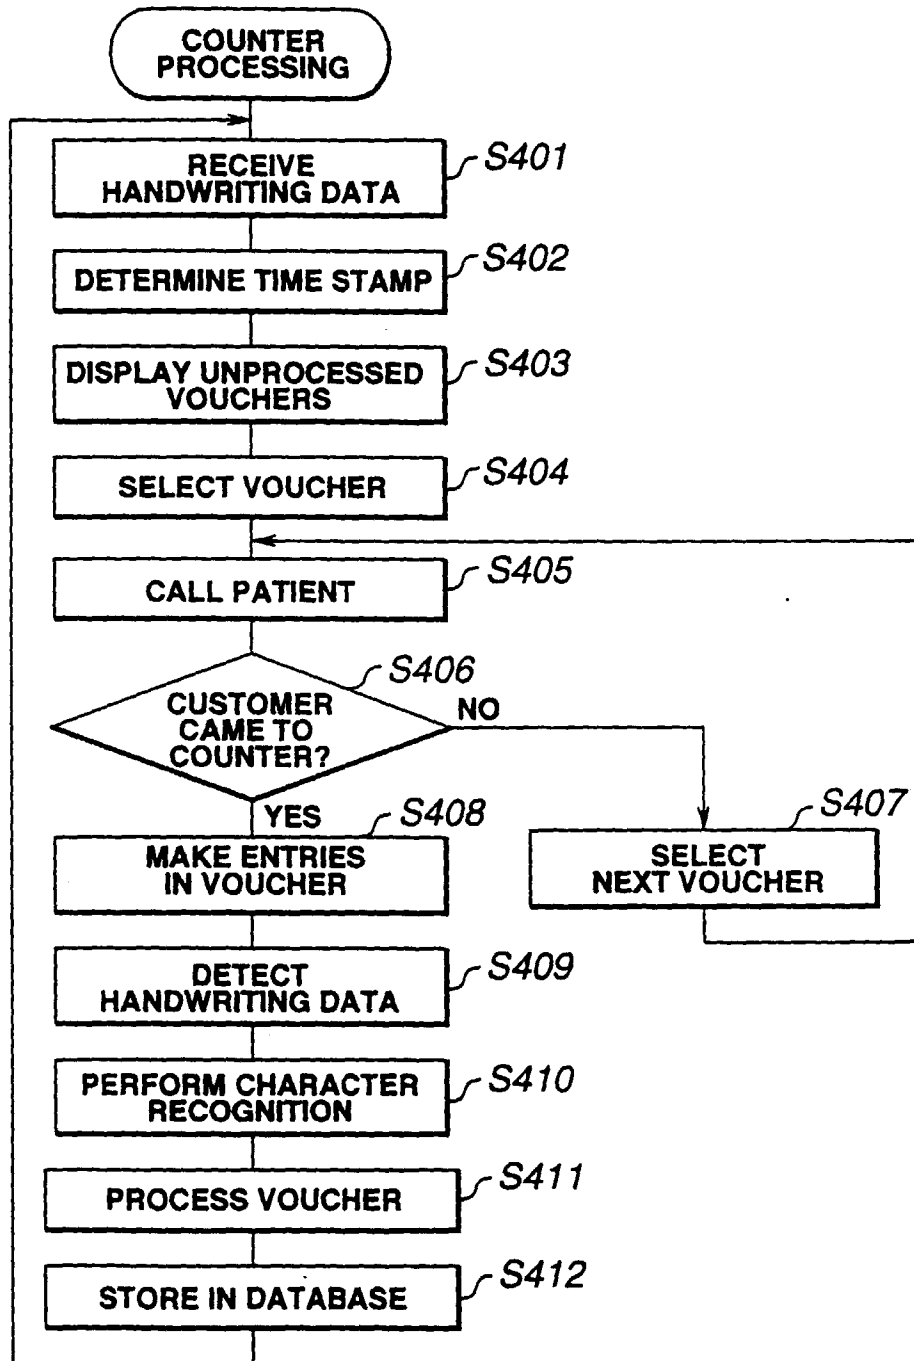 COUNTER
PROCESSING
RECEIVE
HANDWRITING DATA
S401
DETERMINE TIME STAMP
S402
DISPLAY UNPROCESSED
VOUCHERS
S403
SELECT VOUCHER
S404
CALL PATIENT
S405
CUSTOMER
CAME TO
COUNTER?
S406
NO
YES
SELECT
NEXT VOUCHER
S407
MAKE ENTRIES
IN VOUCHER
S408
DETECT
HANDWRITING DATA
S409
PERFORM CHARACTER
RECOGNITION
S410
PROCESS VOUCHER
S411
STORE IN DATABASE
S412